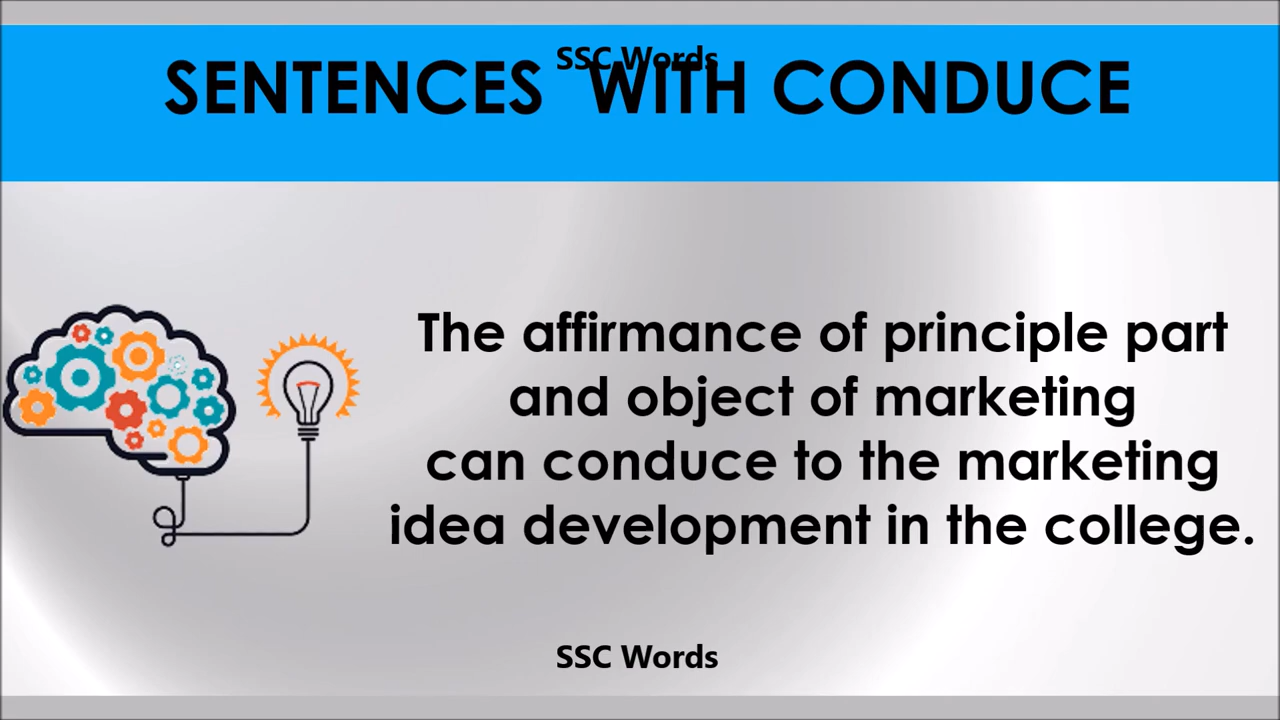 SSC Words
SENTENCES WITH CONDUCE
The affirmance of principle part
and object of marketing
can conduce to the marketing
idea development in the college.
SSC Words